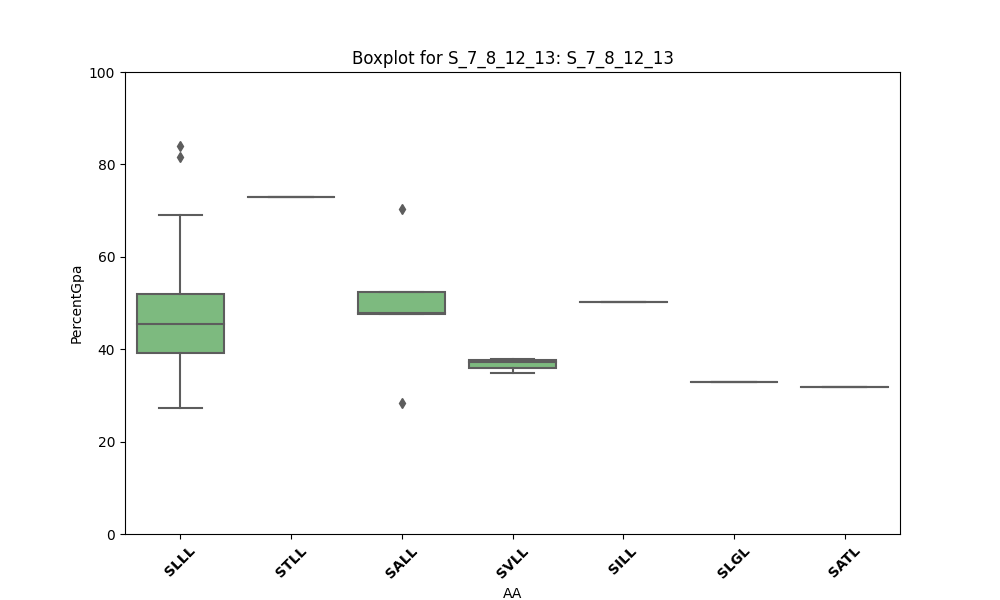 Boxplot for S_7_8_12_13: S_7_8_12_13
100
80
60
40
20
0
PercentGpa
SLLL STLL SALL SVLL SILL SLGL SATL
AA